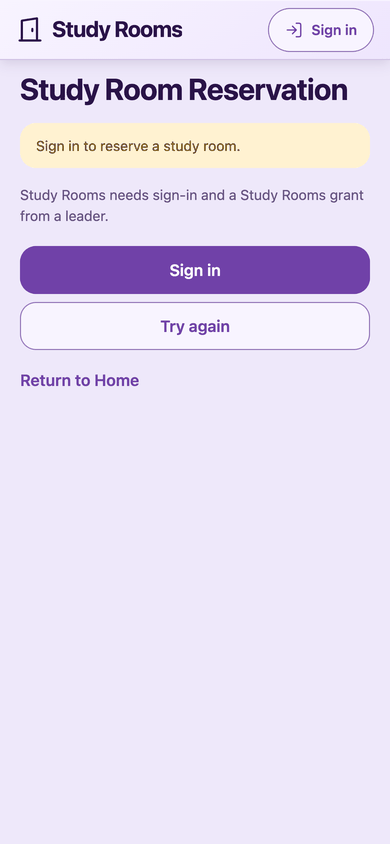 Study Rooms
Sign in
Study Room Reservation
Sign in to reserve a study room.
Study Rooms needs sign-in and a Study Rooms grant
from a leader.
Sign in
Try again
Return to Home